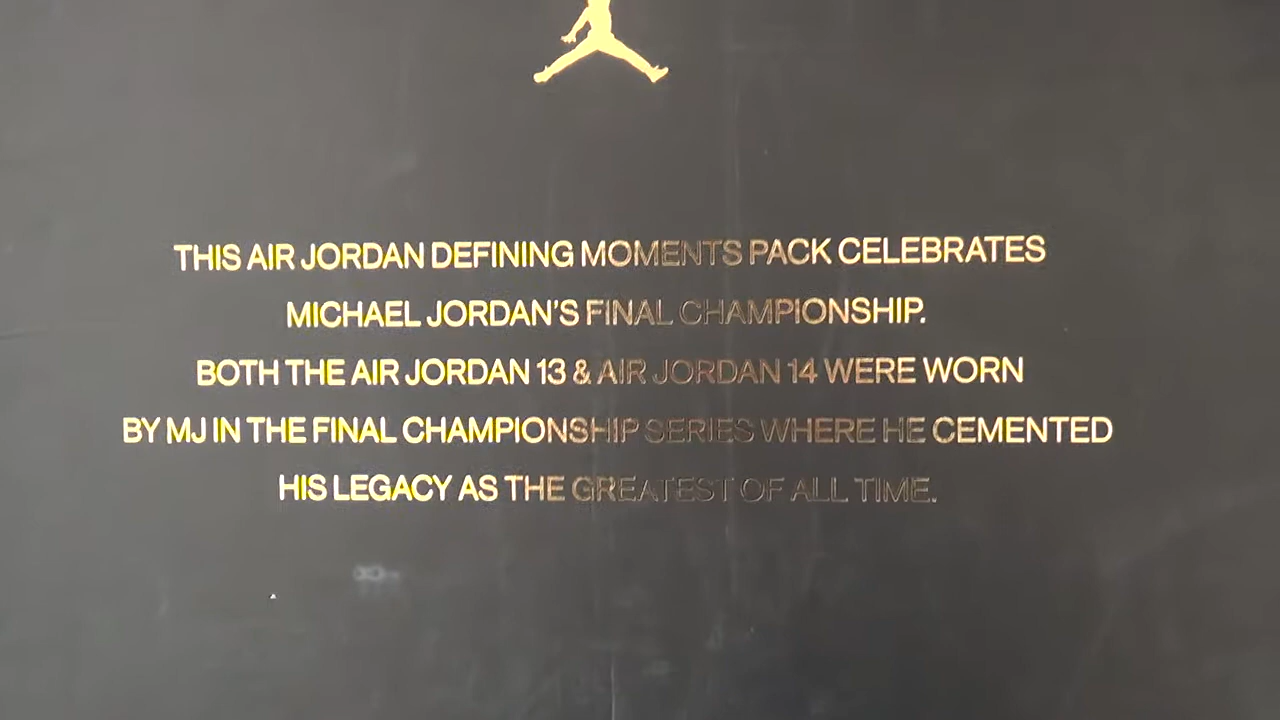 THIS AIR JORDAN DEFINING MOMENTS PACK CELEBRATES
MICHAEL JORDAN'S FINAL CHAMPIONSHIP.
BOTH THE AIR JORDAN 13 & AIR JORDAN 14 WERE WORN
BY MJ IN THE FINAL CHAMPIONSHIP SERIES WHERE HE CEMENTED
HIS LEGACY AS THE GREATEST OF ALL TIME.